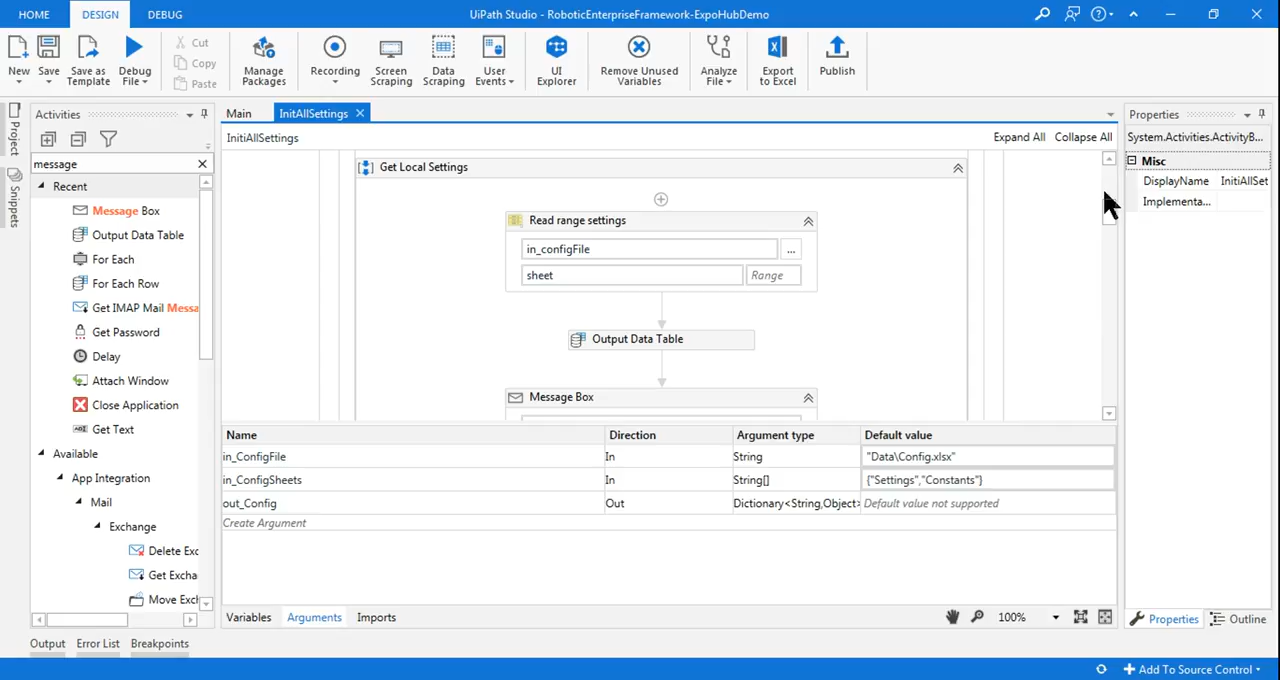 HOME DESIGN DEBUG UiPath Studio - RoboticEnterpriseFramework-ExpoHubDemo
New
Save
Save as
Template
Debug
File
Cut
Copy
Paste
Manage
Packages
Recording
Screen
Scraping
Data
Scraping
User
Events
UI
Explorer
Remove Unused
Variables
Analyze
File
Export
to Excel
Publish
Project
Snippets
Activities
message
Recent
Message Box
Output Data Table
For Each
For Each Row
Get IMAP Mail Messa
Get Password
Delay
Attach Window
Close Application
Get Text
Available
App Integration
Mail
Exchange
Delete Exc
Get Excha
Move Exch
Main InitAllSettings
InitiAllSettings Expand All Collapse All
Get Local Settings
Read range settings
in_configFile ...
sheet Range
Output Data Table
Message Box
Name Direction Argument type Default value
in_ConfigFile In String "Data\Config.xlsx"
in_ConfigSheets In String[] {"Settings","Constants"}
out_Config Out Dictionary<String,Object> Default value not supported
Create Argument
Variables Arguments Imports 100%
Properties
System.Activities.ActivityB...
Misc
DisplayName InitiAllSet
Implementa...
Properties Outline
Output Error List Breakpoints
Add To Source Control